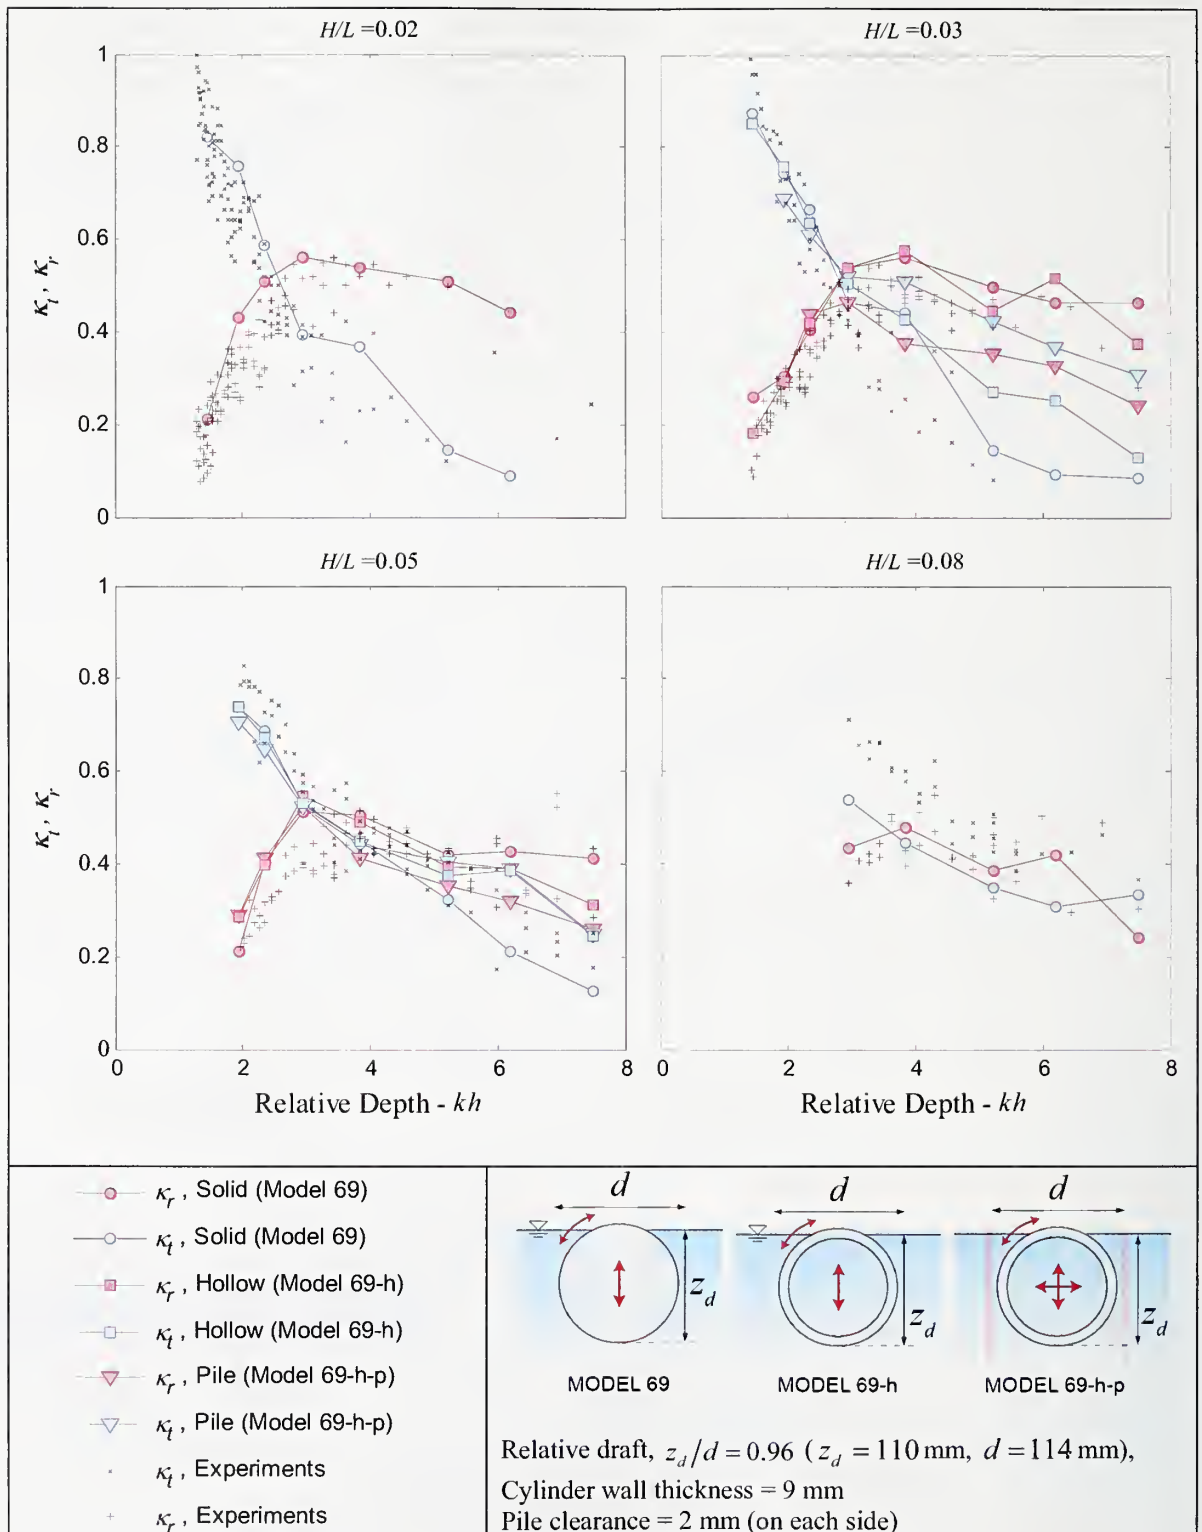 H/L =0.02
H/L =0.03
κt , κr
1
0.8
0.6
0.4
0.2
0
H/L =0.05
H/L =0.08
κt , κr
1
0.8
0.6
0.4
0.2
0
0 2 4 6 8
0 2 4 6 8
Relative Depth - kh
Relative Depth - kh
κr , Solid (Model 69)
κt , Solid (Model 69)
κr , Hollow (Model 69-h)
κt , Hollow (Model 69-h)
κr , Pile (Model 69-h-p)
κt , Pile (Model 69-h-p)
κt , Experiments
κr , Experiments
d
d
d
zd
zd
zd
MODEL 69
MODEL 69-h
MODEL 69-h-p
Relative draft, zd/d = 0.96 ( zd = 110 mm, d = 114 mm),
Cylinder wall thickness = 9 mm
Pile clearance = 2 mm (on each side)